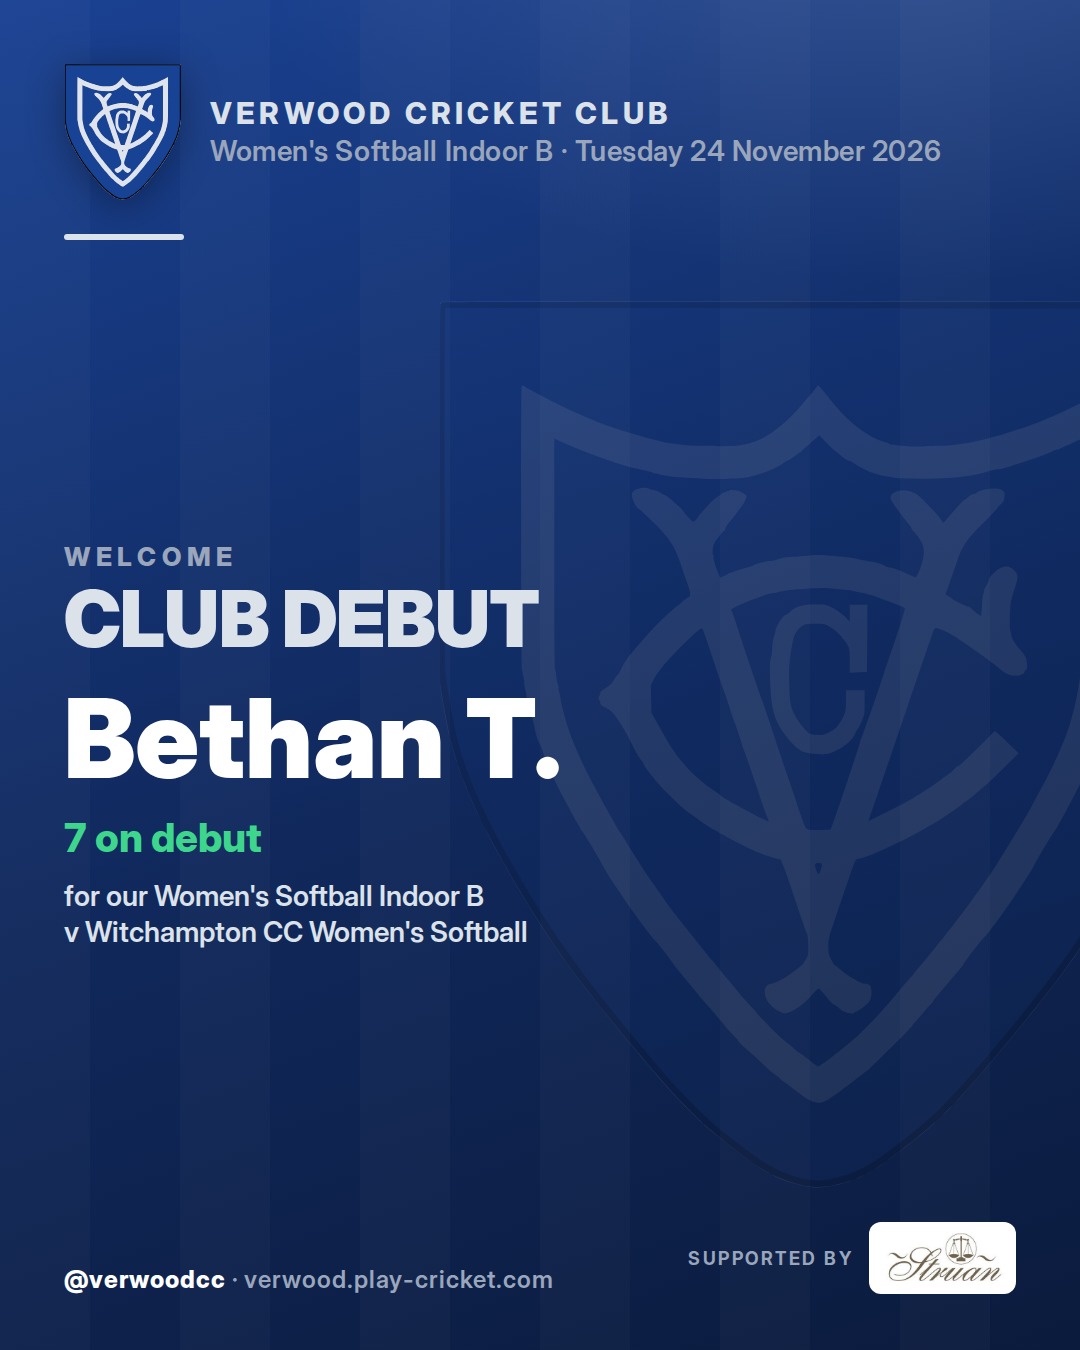 VERWOOD CRICKET CLUB
Women's Softball Indoor B · Tuesday 24 November 2026
WELCOME
CLUB DEBUT
Bethan T.
7 on debut
for our Women's Softball Indoor B
v Witchampton CC Women's Softball
@verwoodcc · verwood.play-cricket.com
SUPPORTED BY
Struan